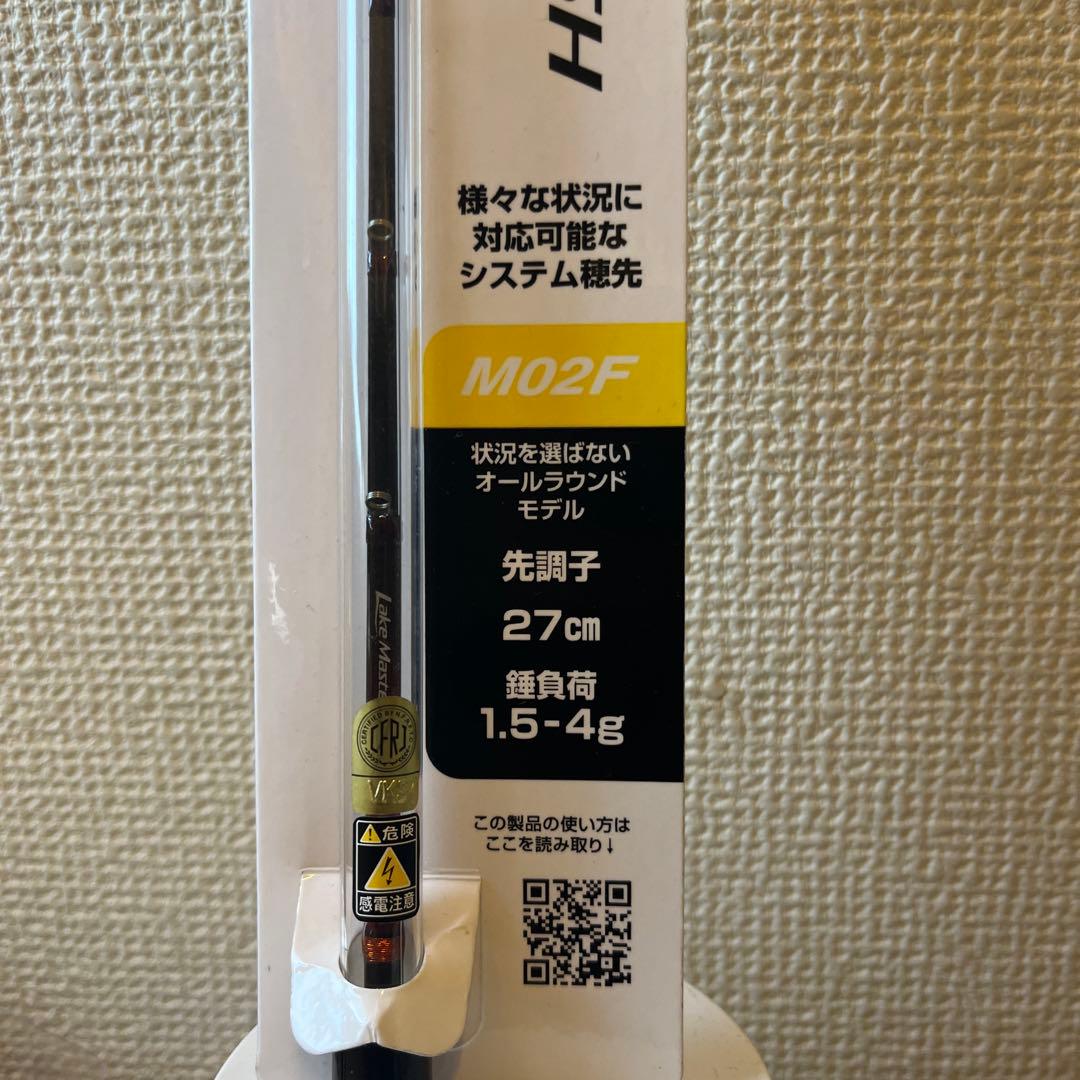 様々な状況に
対応可能な
システム穂先
M02F
状況を選ばない
オールラウンド
モデル
先調子
27cm
錘負荷
1.5-4g
この製品の使い方は
ここを読み取り↓
Lake Maste
CFRJ
危険
感電注意